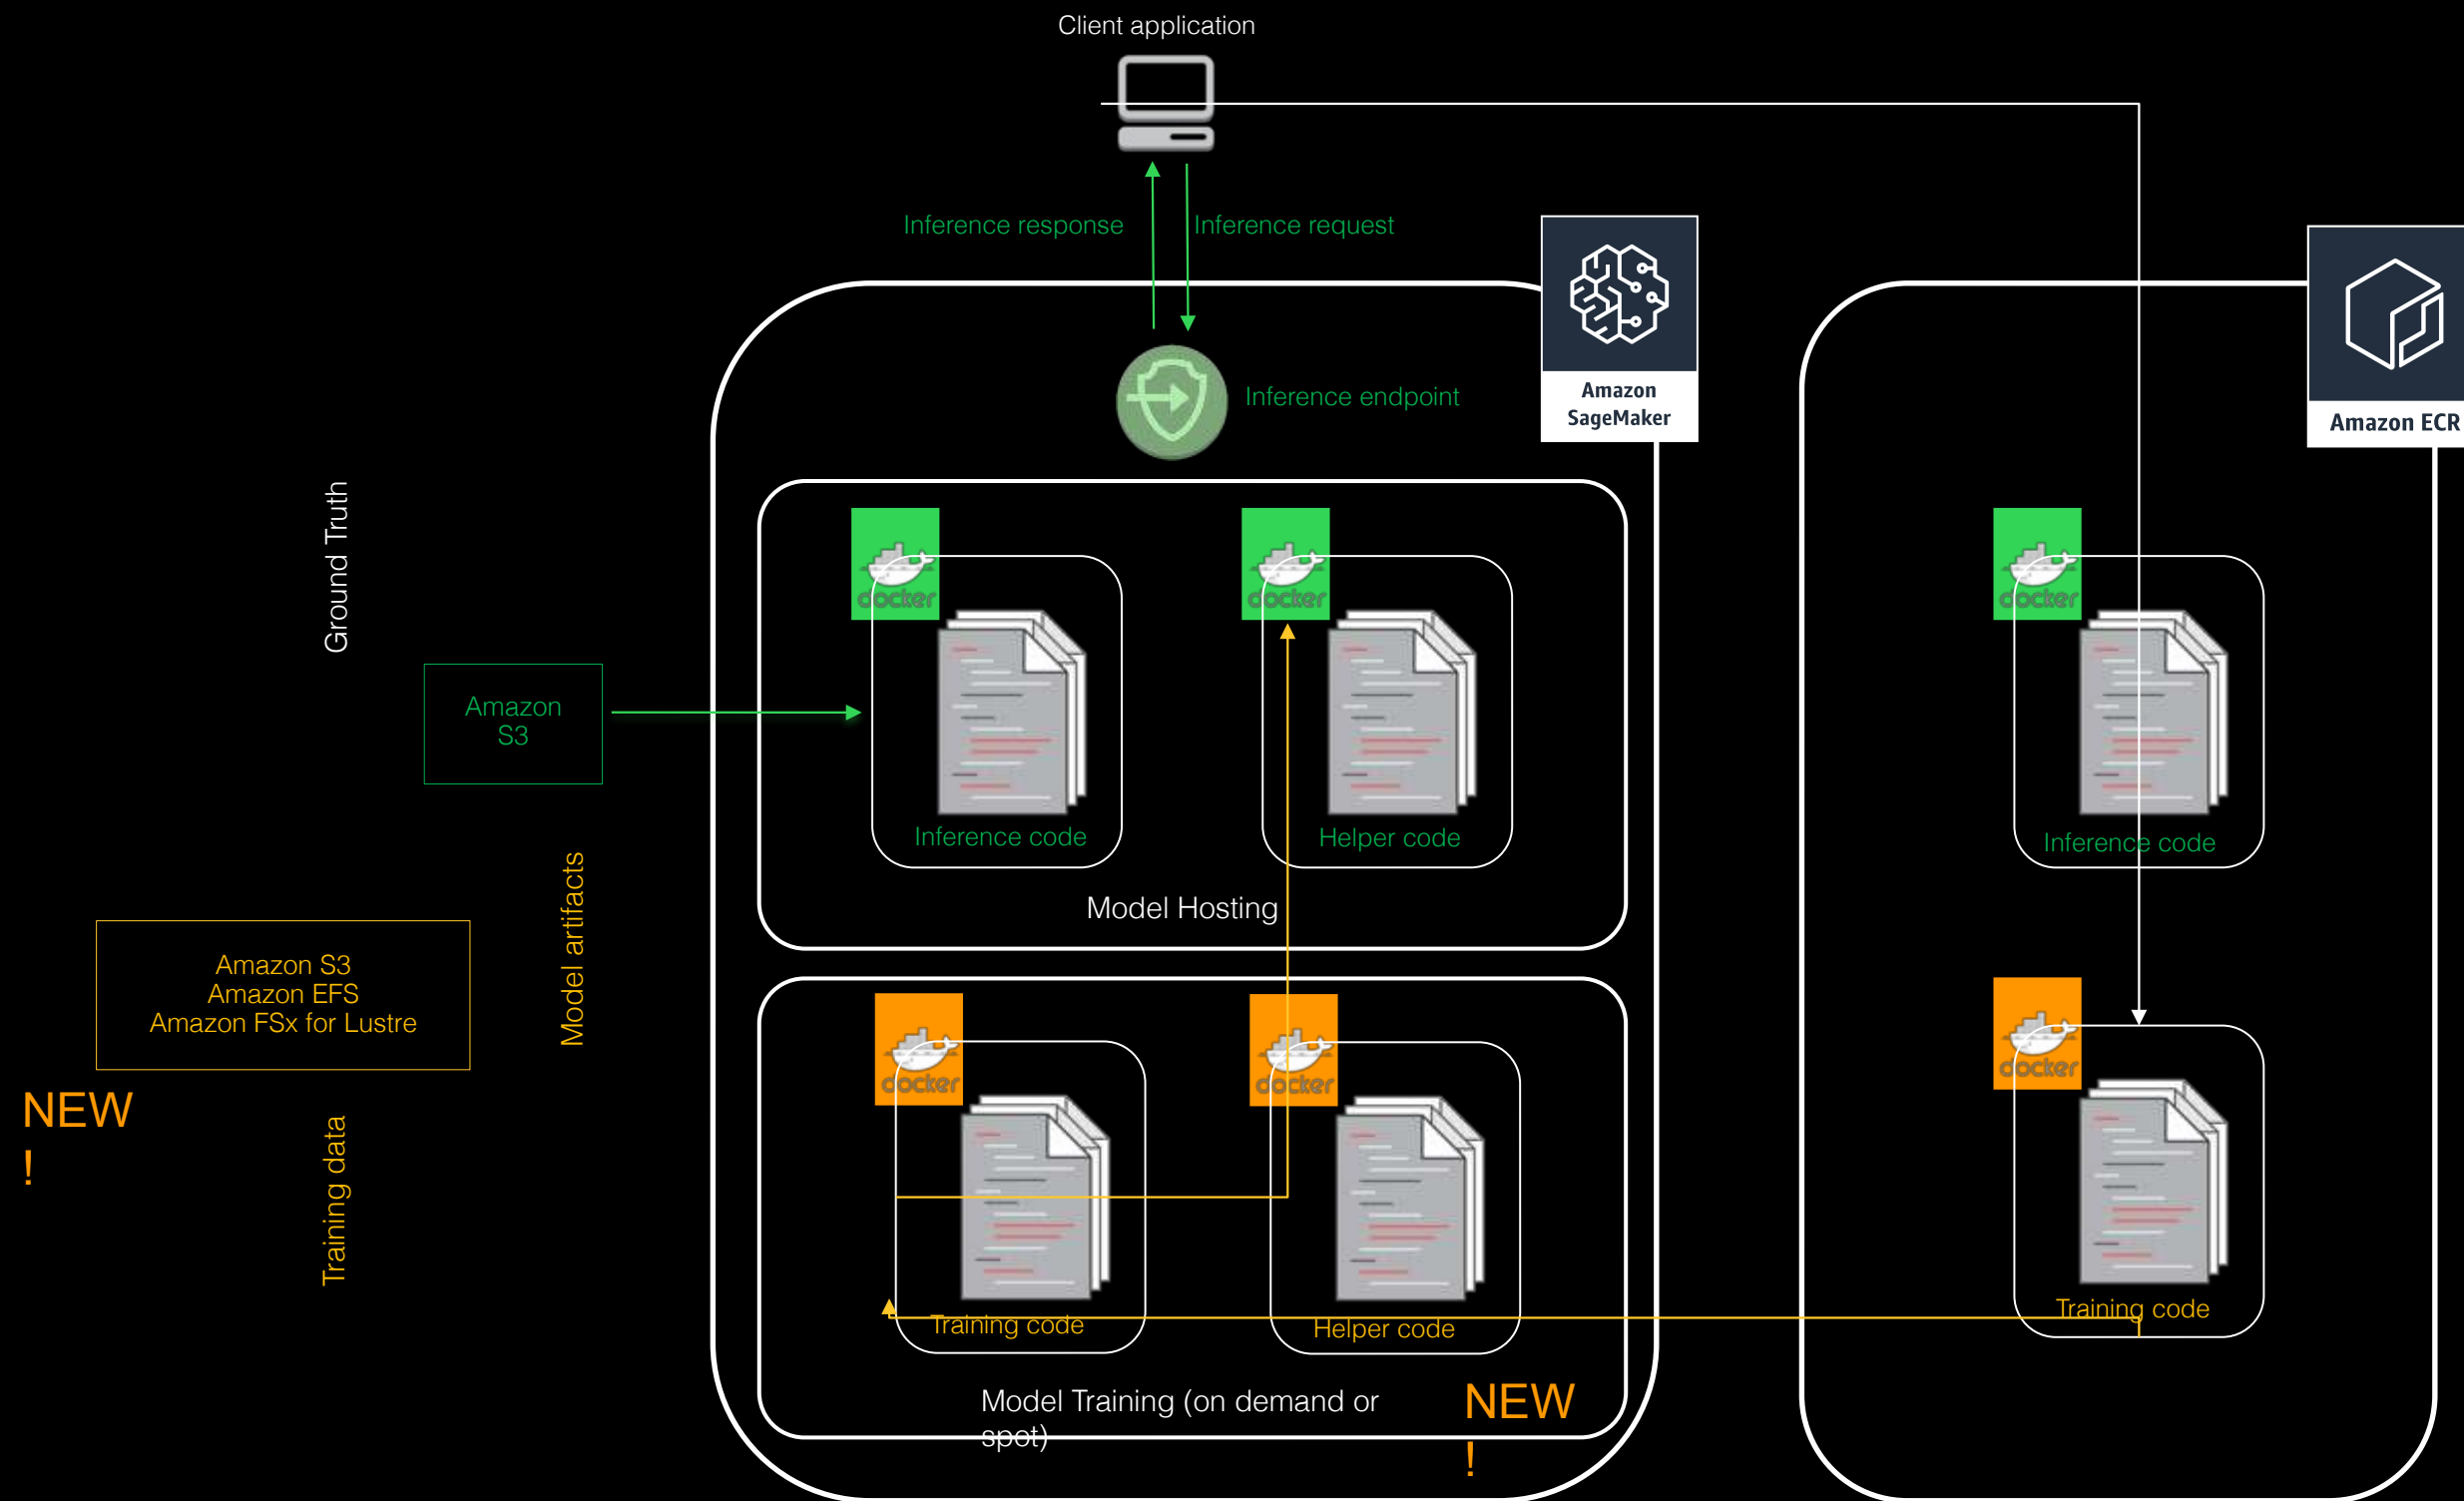 Client application
Inference response
Inference request
Inference endpoint
Amazon
SageMaker
Amazon ECR
Ground Truth
docker
docker
docker
Amazon
S3
Inference code
Helper code
Inference code
Model Hosting
Model artifacts
Amazon S3
Amazon EFS
Amazon FSx for Lustre
docker
docker
docker
NEW
!
Training data
Training code
Helper code
Training code
Model Training (on demand or
spot)
NEW
!